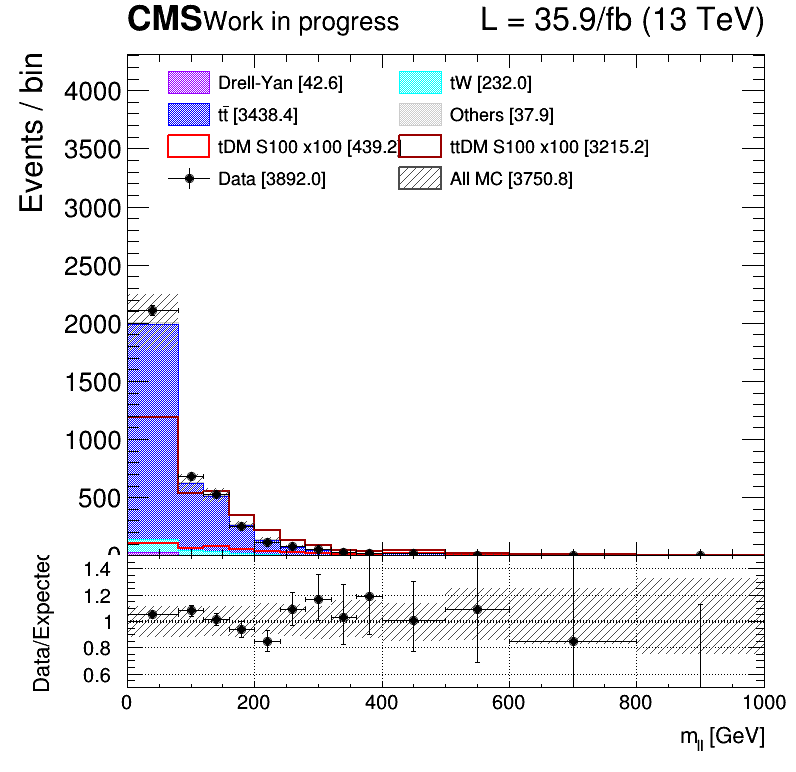 CMS Work in progress L = 35.9/fb (13 TeV)
Events / bin
4000
3500
3000
2500
2000
1500
1000
500
0
Drell-Yan [42.6] tW [232.0]
tt̄ [3438.4] Others [37.9]
tDM S100 x100 [439.2] ttDM S100 x100 [3215.2]
Data [3892.0] All MC [3750.8]
Data/Expected
1.4
1.2
1
0.8
0.6
0 200 400 600 800 1000
m_ll [GeV]